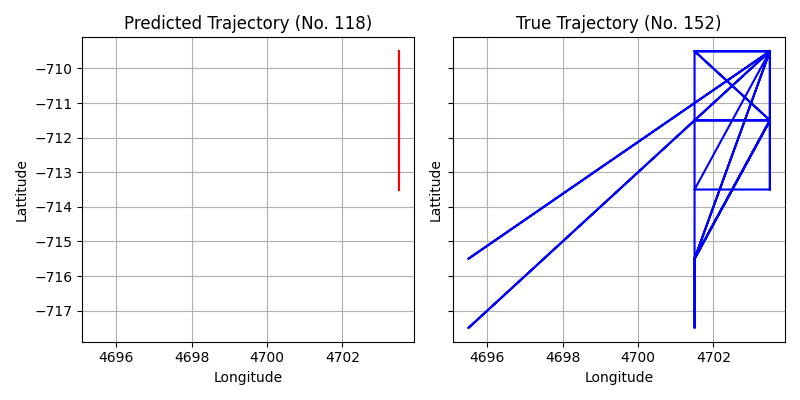 Predicted Trajectory (No. 118)
−710
−711
−712
−713
−714
−715
−716
−717
Lattitude
4696
4698
4700
4702
Longitude
True Trajectory (No. 152)
Lattitude
4696
4698
4700
4702
Longitude